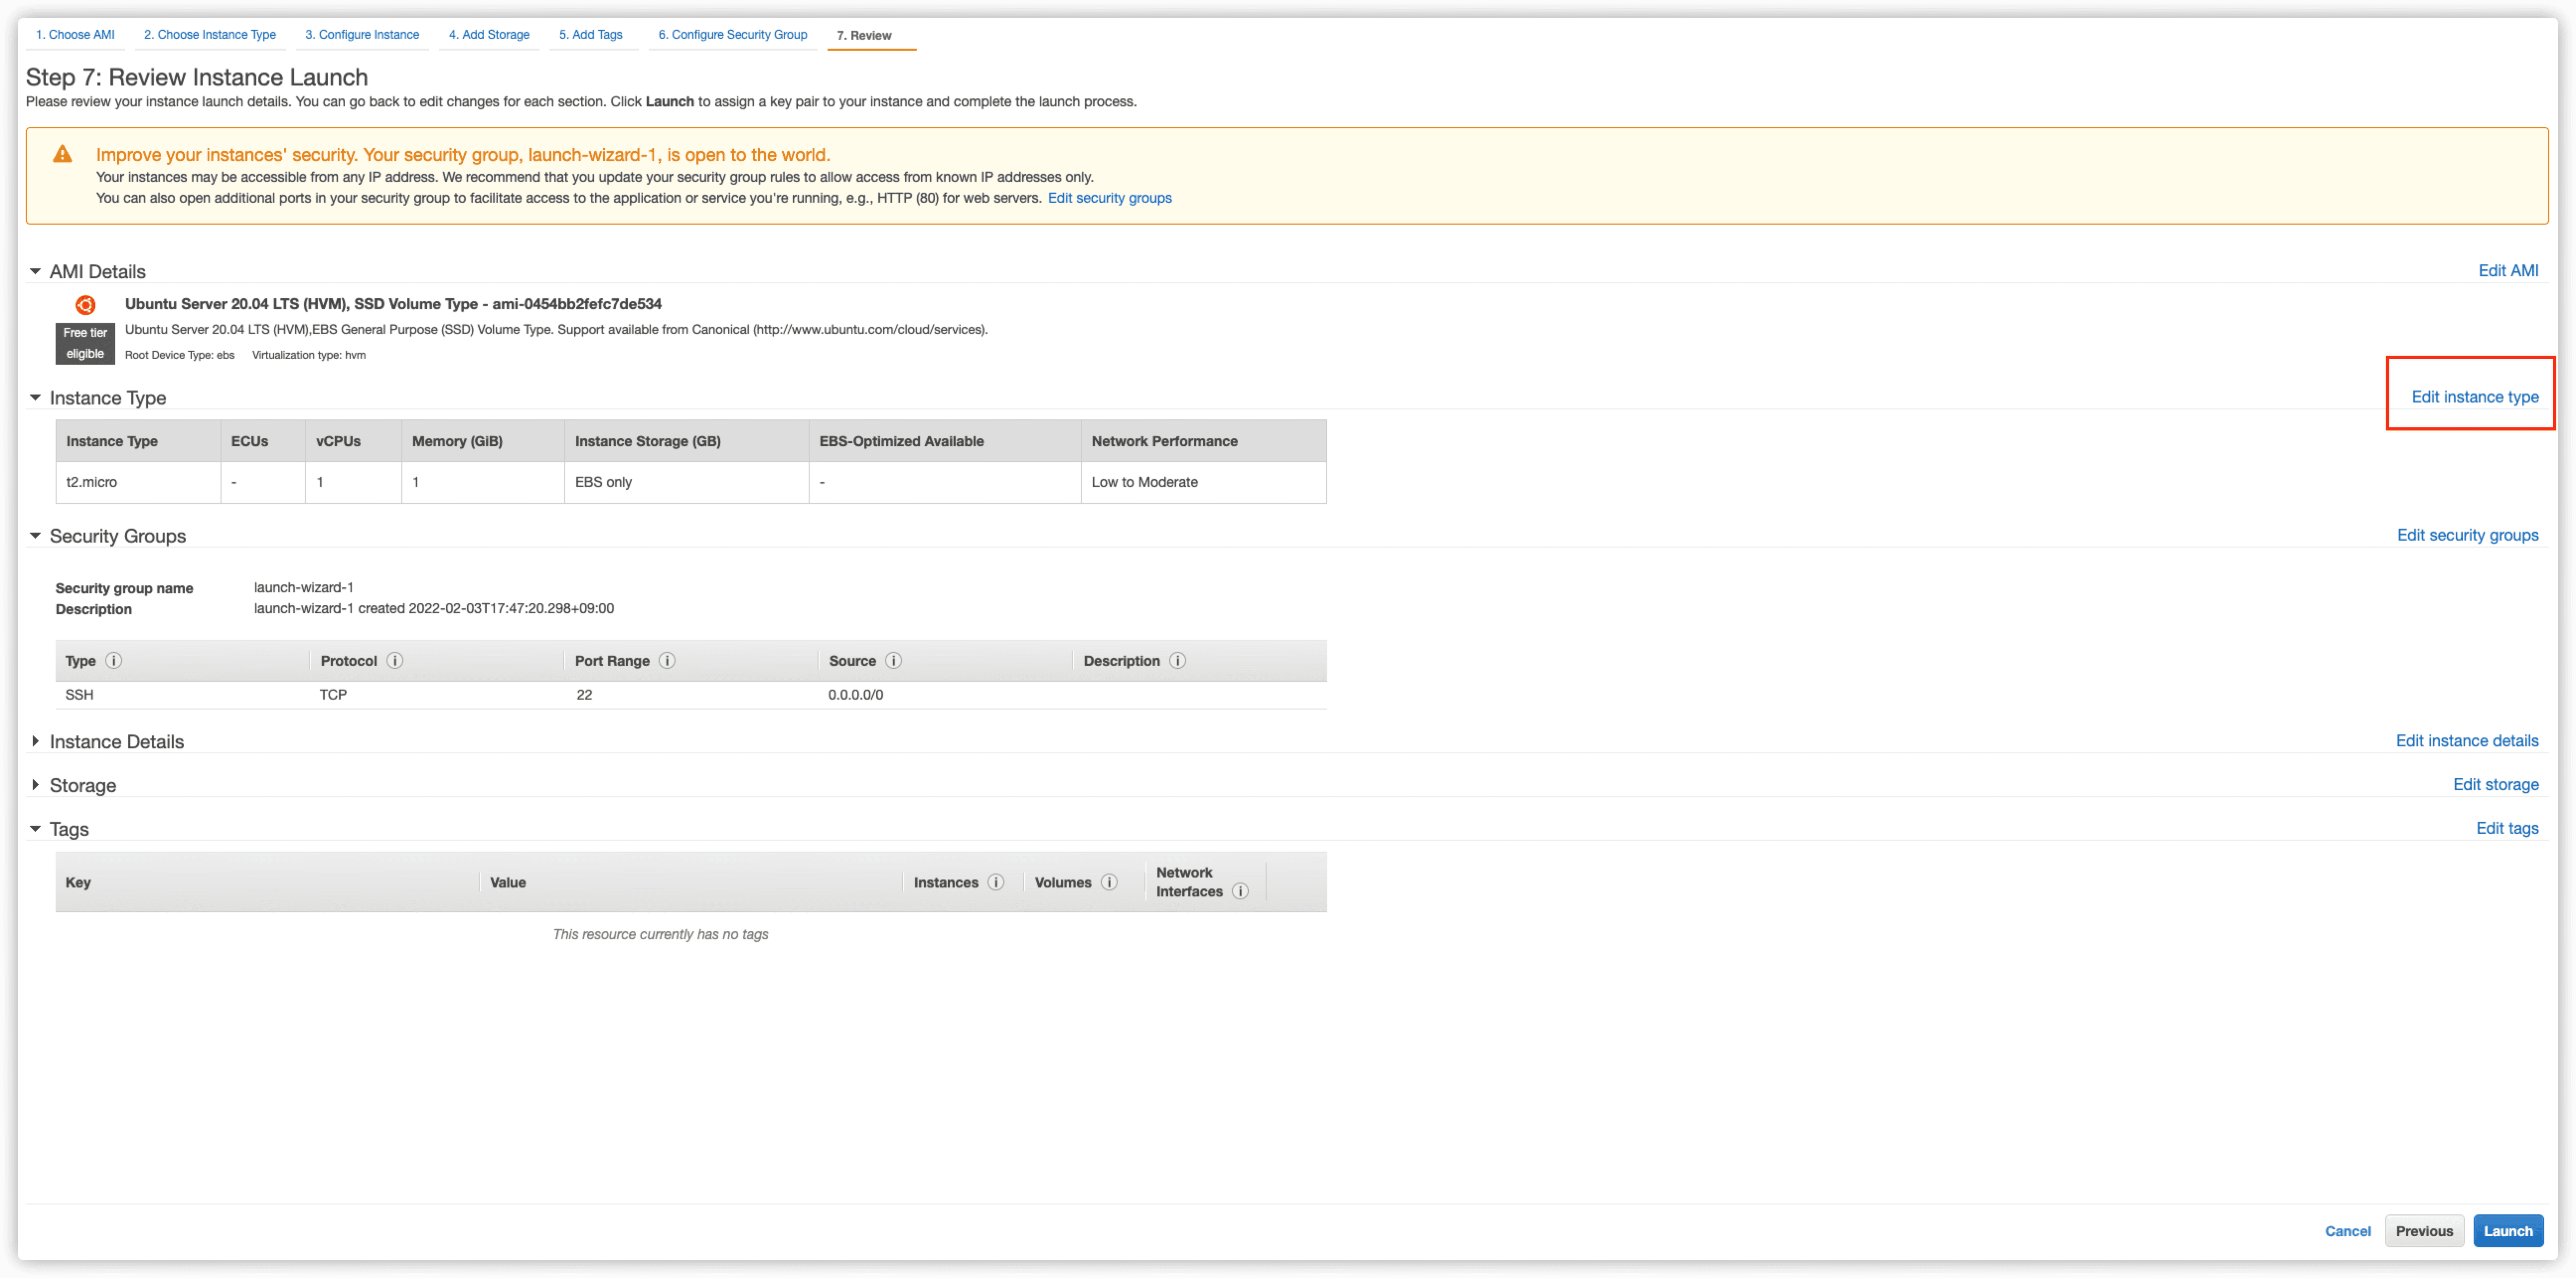 1. Choose AMI 2. Choose Instance Type 3. Configure Instance 4. Add Storage 5. Add Tags 6. Configure Security Group 7. Review
Step 7: Review Instance Launch
Please review your instance launch details. You can go back to edit changes for each section. Click Launch to assign a key pair to your instance and complete the launch process.
Improve your instances' security. Your security group, launch-wizard-1, is open to the world.
Your instances may be accessible from any IP address. We recommend that you update your security group rules to allow access from known IP addresses only.
You can also open additional ports in your security group to facilitate access to the application or service you're running, e.g., HTTP (80) for web servers. Edit security groups
AMI Details Edit AMI
Ubuntu Server 20.04 LTS (HVM), SSD Volume Type - ami-0454bb2fefc7de534
Free tier
eligible
Ubuntu Server 20.04 LTS (HVM),EBS General Purpose (SSD) Volume Type. Support available from Canonical (http://www.ubuntu.com/cloud/services).
Root Device Type: ebs Virtualization type: hvm
Instance Type Edit instance type
Instance Type ECUs vCPUs Memory (GiB) Instance Storage (GB) EBS-Optimized Available Network Performance
t2.micro - 1 1 EBS only - Low to Moderate
Security Groups Edit security groups
Security group name launch-wizard-1
Description launch-wizard-1 created 2022-02-03T17:47:20.298+09:00
Type Protocol Port Range Source Description
SSH TCP 22 0.0.0.0/0
Instance Details Edit instance details
Storage Edit storage
Tags Edit tags
Key Value Instances Volumes Network Interfaces
This resource currently has no tags
Cancel Previous Launch